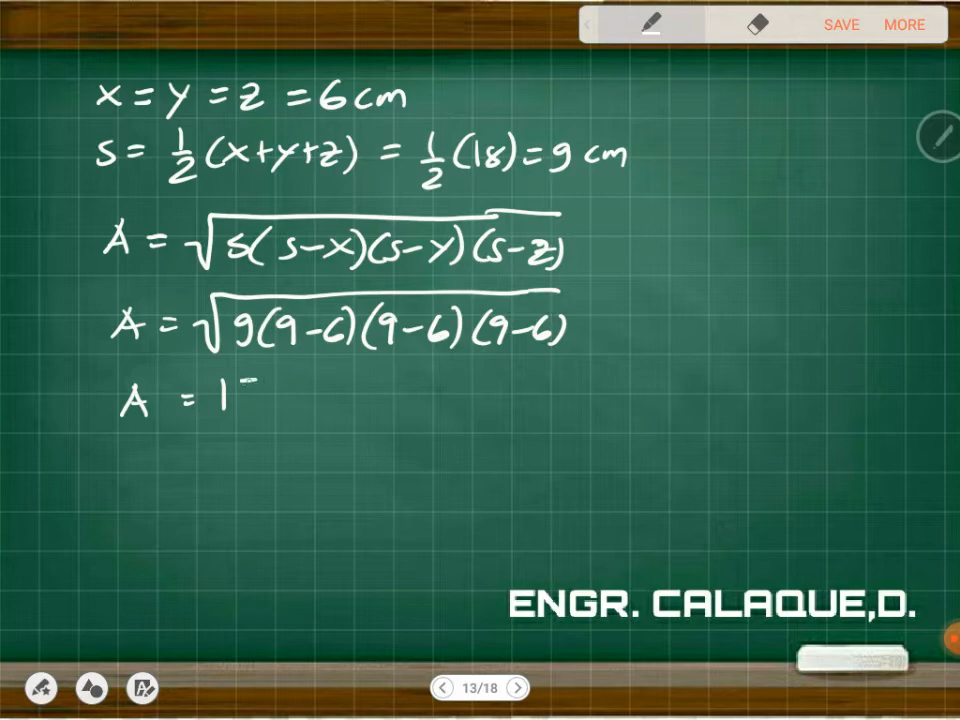 SAVE MORE
x = y = z = 6 cm
s = 1/2 (x+y+z) = 1/2 (18) = 9 cm
A = √s(s-x)(s-y)(s-z)
A = √9(9-6)(9-6)(9-6)
A = 1
ENGR. CALAQUE,D.
13/18